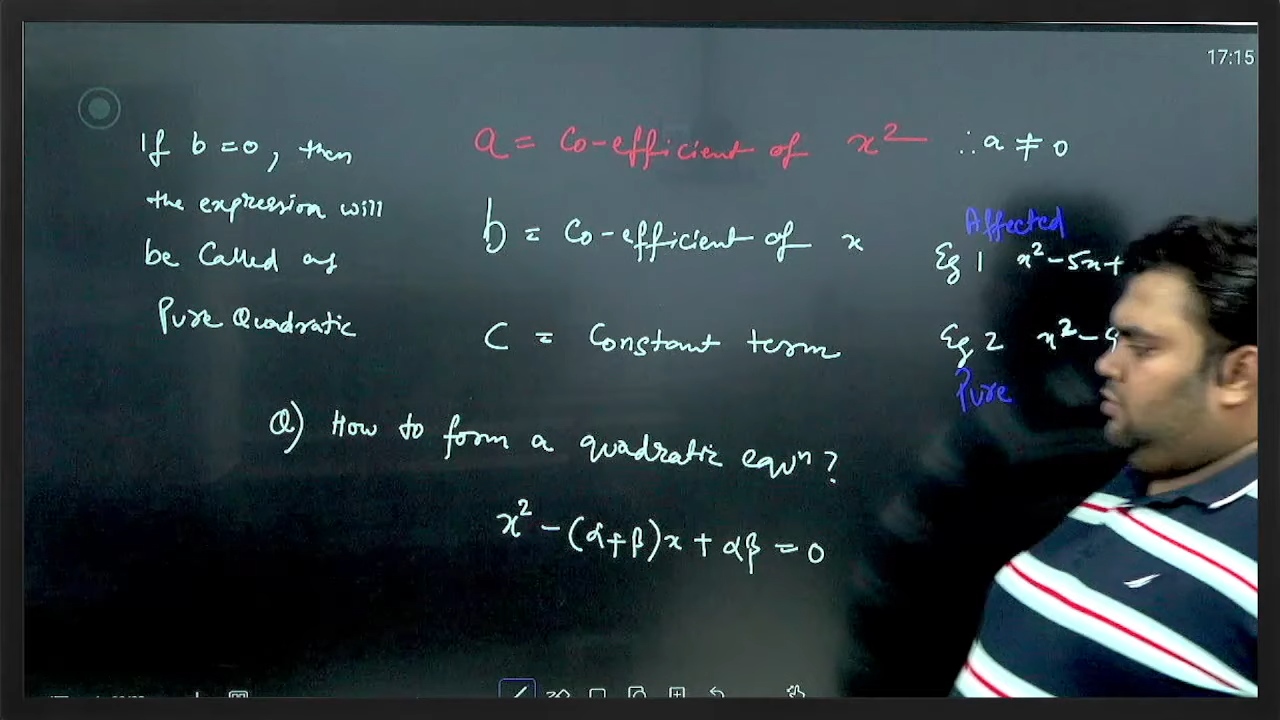 17:15
If b = 0, then
the expression will
be Called as
Pure Quadratic
a = Co-efficient of x² ∴ a ≠ 0
b = Co-efficient of x
C = Constant term
Affected
Eg 1 x² - 5x +
Eg 2 x² -
Pure
Q) How to form a quadratic equⁿ?
x² - (α+β)x + αβ = 0